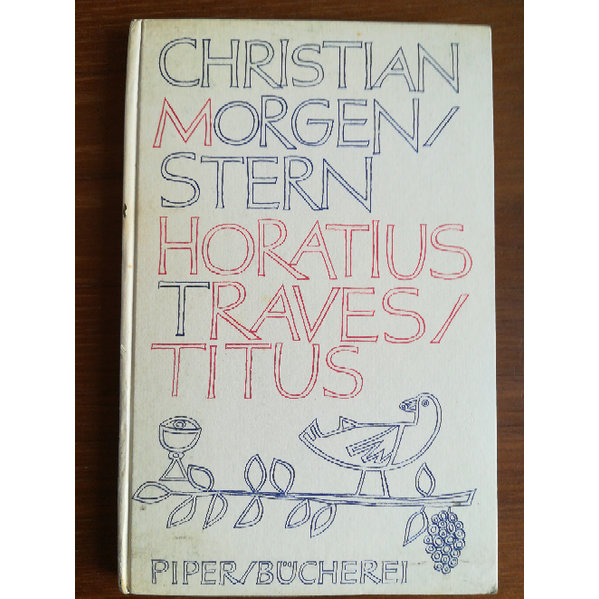 CHRISTIAN
MORGEN/
STERN
HORATIUS
TRAVES/
TITUS
PIPER/BÜCHEREI